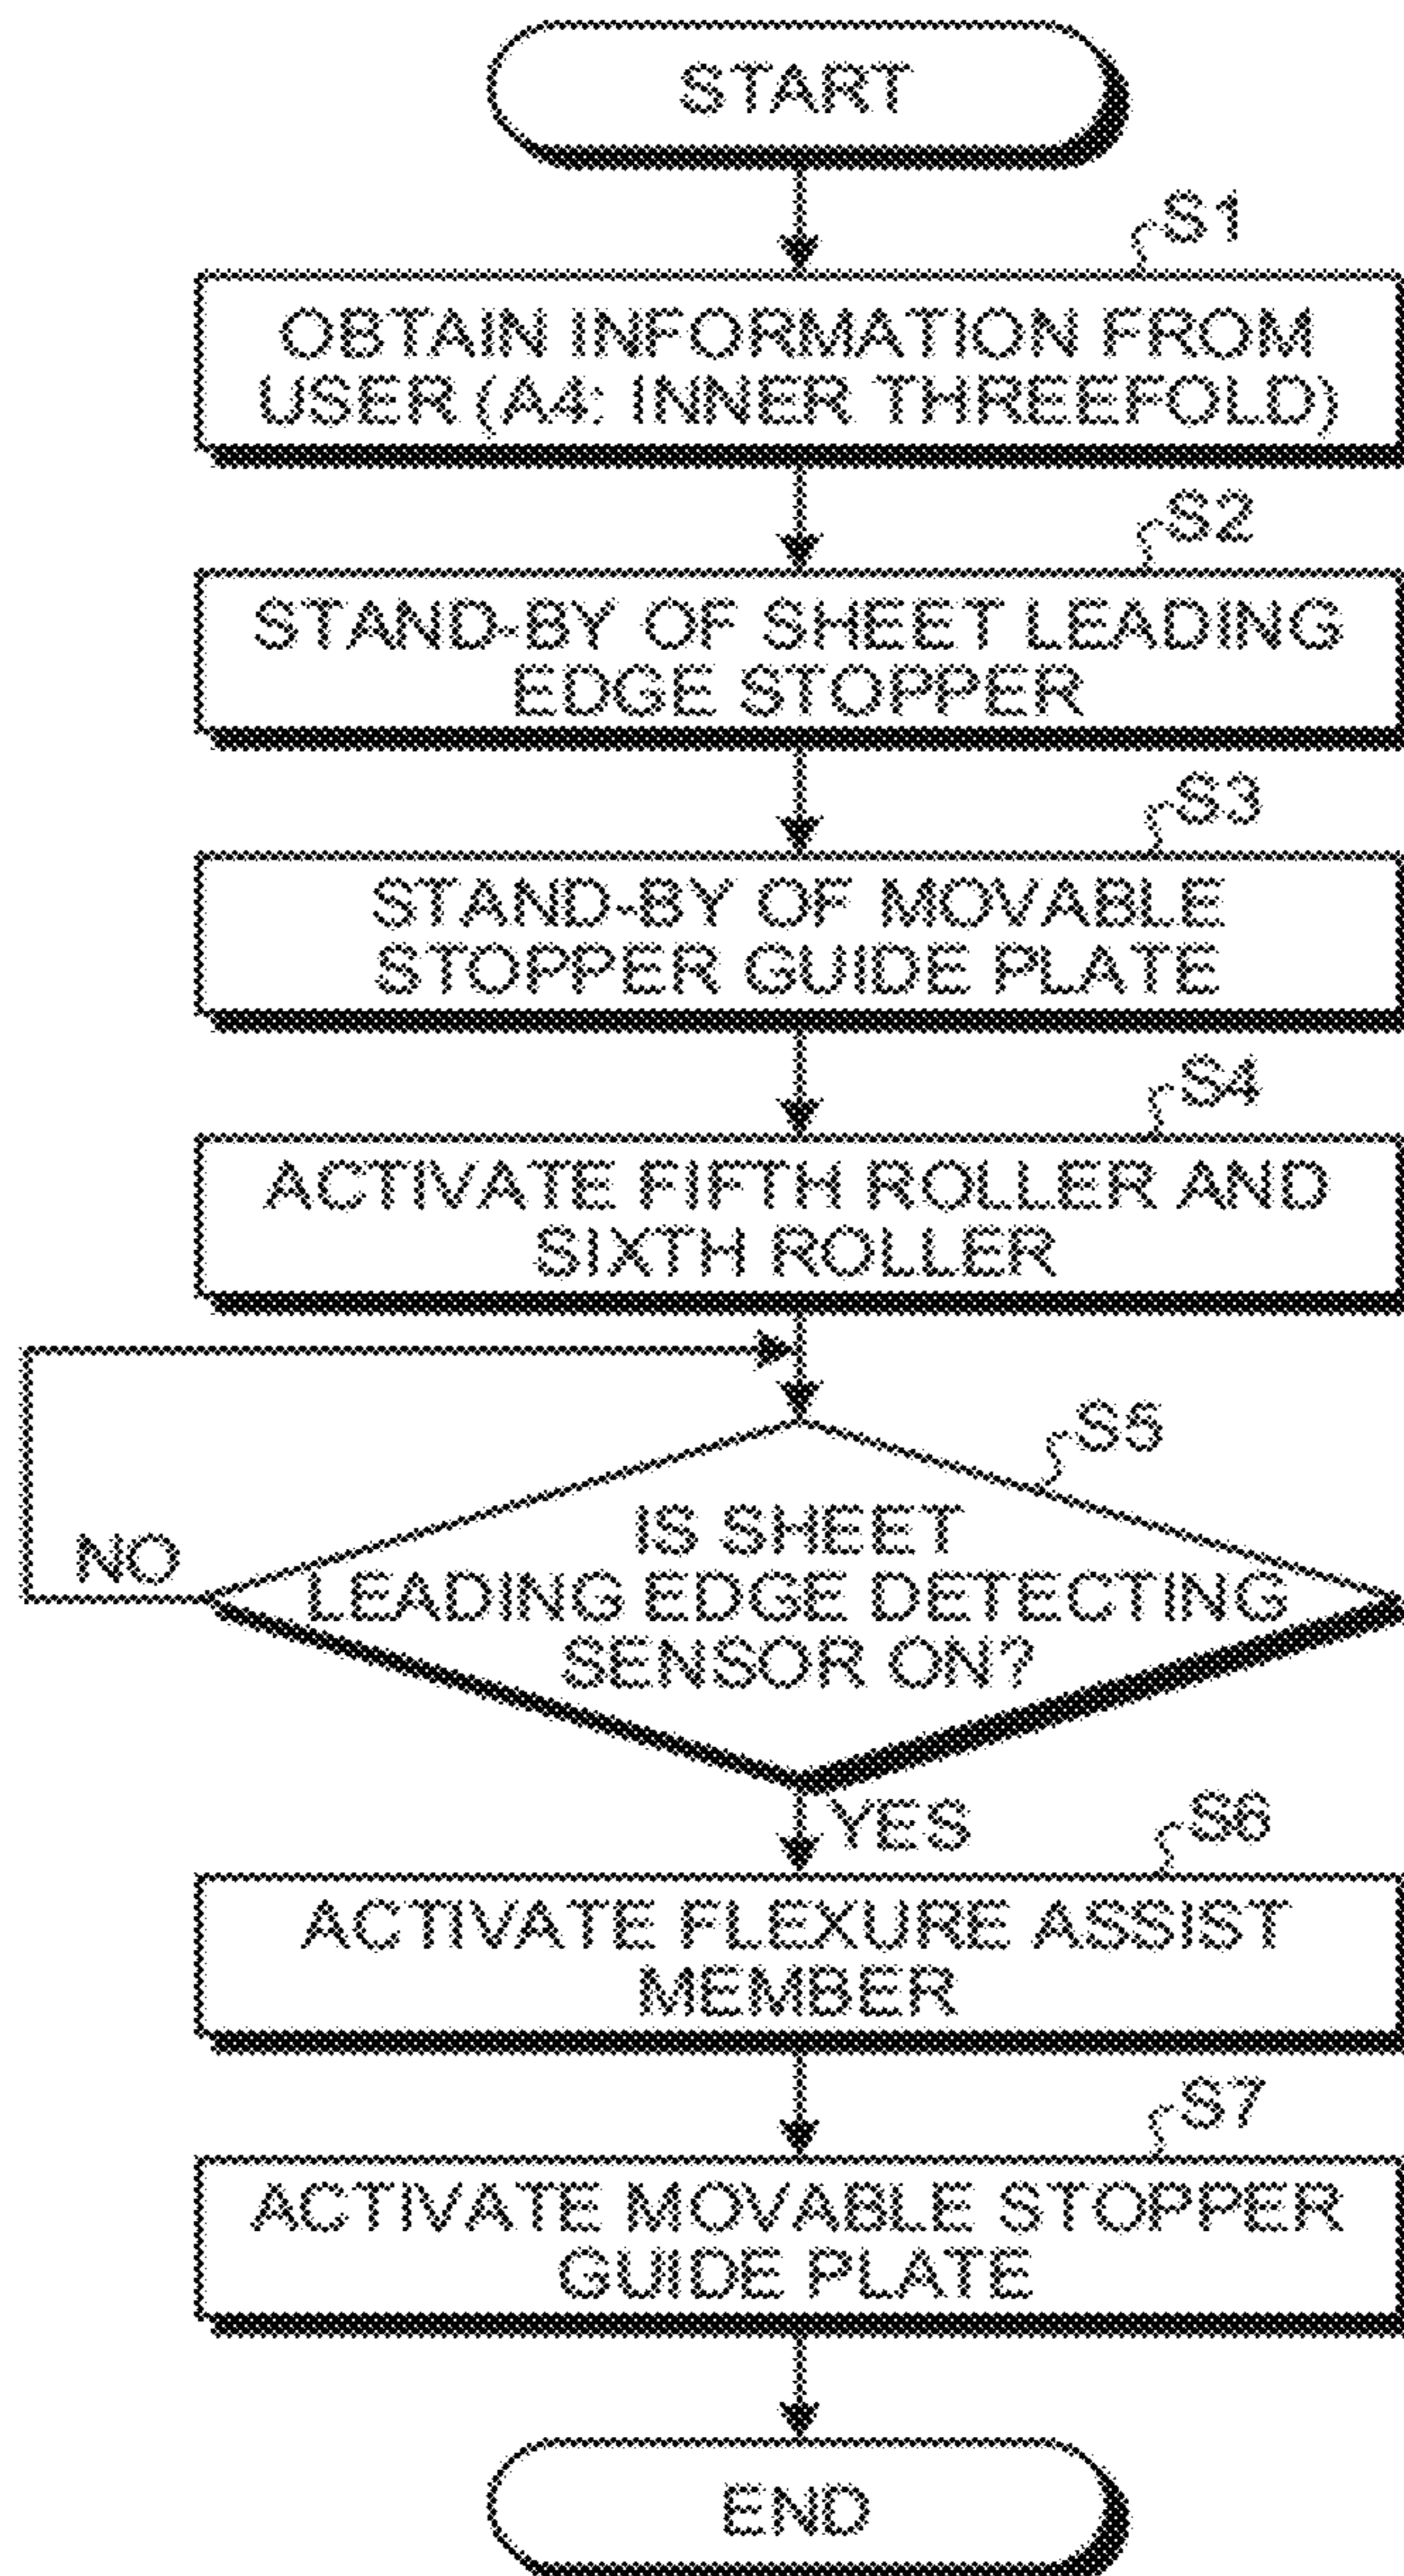 START
S1
OBTAIN INFORMATION FROM
USER (A4: INNER THREEFOLD)
S2
STAND-BY OF SHEET LEADING
EDGE STOPPER
S3
STAND-BY OF MOVABLE
STOPPER GUIDE PLATE
S4
ACTIVATE FIFTH ROLLER AND
SIXTH ROLLER
S5
IS SHEET
LEADING EDGE DETECTING
SENSOR ON?
NO
YES
S6
ACTIVATE FLEXURE ASSIST
MEMBER
S7
ACTIVATE MOVABLE STOPPER
GUIDE PLATE
END